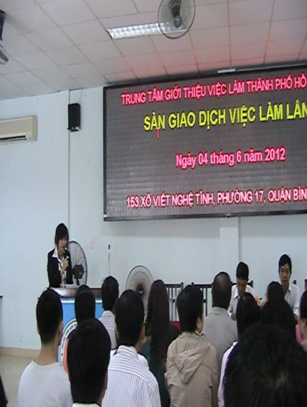 TRUNG TÂM GIỚI THIỆU VIỆC LÀM THÀNH PHỐ HỒ
SÀN GIAO DỊCH VIỆC LÀM LẦN
Ngày 04 tháng 6 năm 2012
153 XÔ VIẾT NGHỆ TĨNH, PHƯỜNG 17, QUẬN BÌN